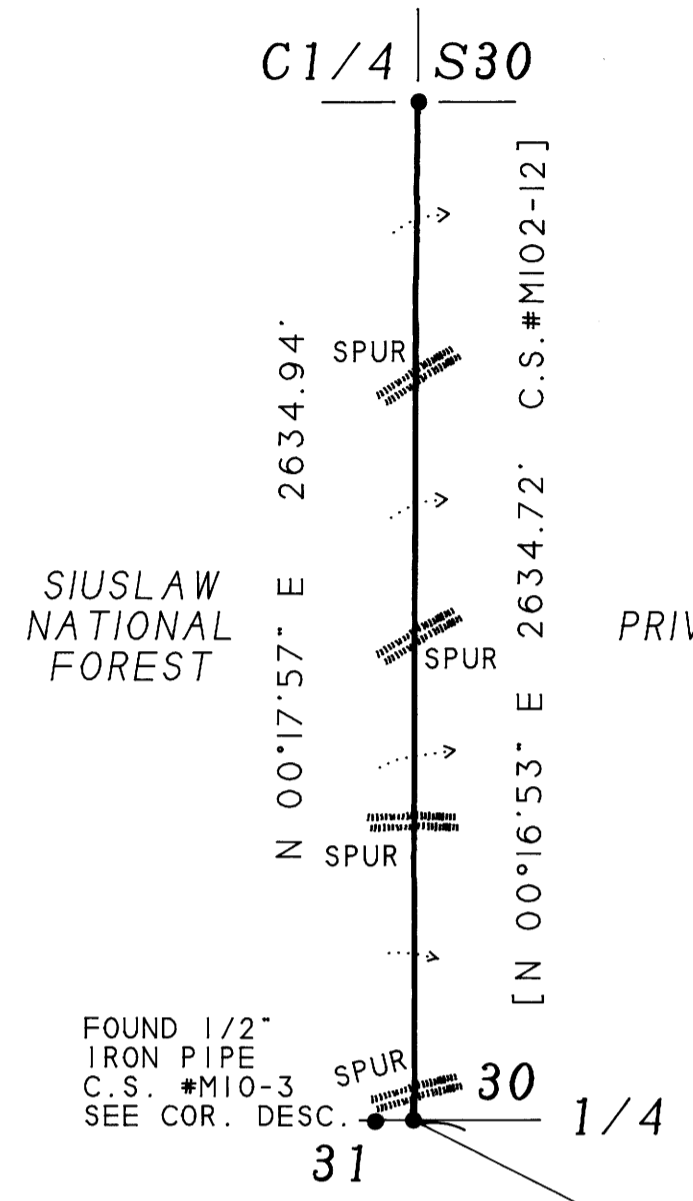 C1/4 S30
[N 00°16'53" E 2634.72' C.S.#M102-12]
N 00°17'57" E 2634.94'
SPUR
SIUSLAW
NATIONAL
FOREST
PRIV
SPUR
SPUR
FOUND 1/2"
IRON PIPE
C.S. #M10-3
SEE COR. DESC.
SPUR
30
1/4
31